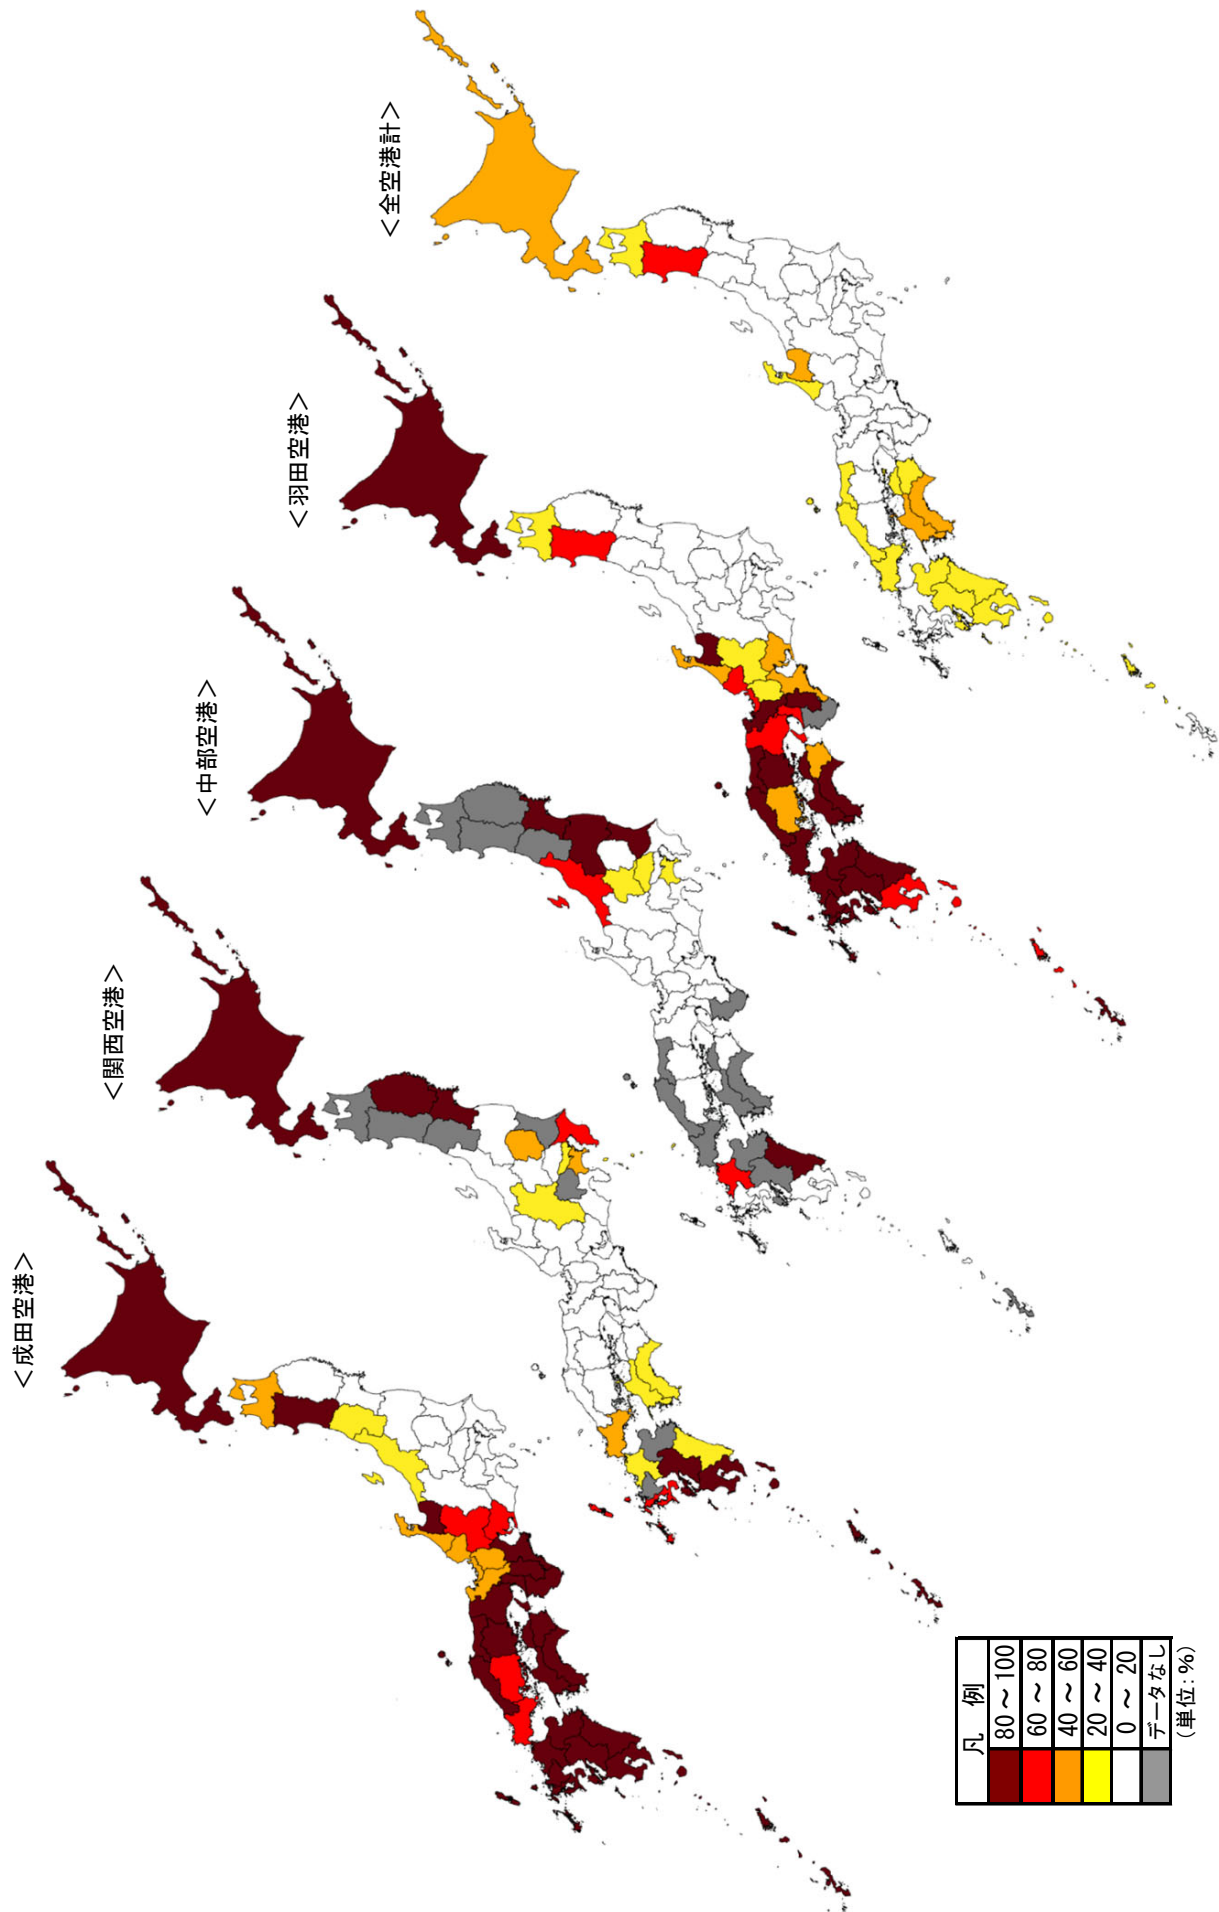 ＜成田空港＞
＜関西空港＞
＜中部空港＞
＜羽田空港＞
＜全空港計＞
凡　例
80～100
60～80
40～60
20～40
0～20
データなし
(単位:％)